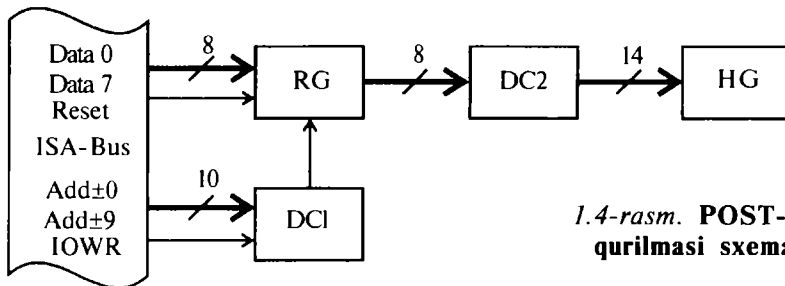 Data 0
Data 7
Reset
ISA-Bus
Add±0
Add±9
IOWR
8
RG
8
DC2
14
HG
10
DC1
1.4-rasm. POST-
qurilmasi sxema